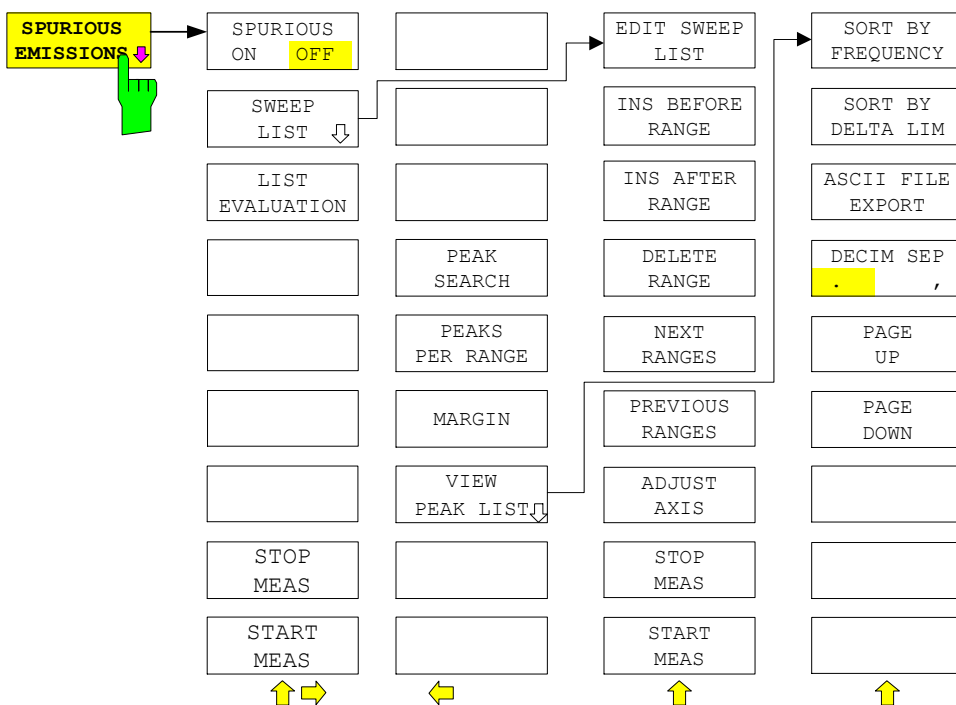 SPURIOUS
EMISSIONS
SPURIOUS
ON OFF
SWEEP
LIST
LIST
EVALUATION
STOP
MEAS
START
MEAS
PEAK
SEARCH
PEAKS
PER RANGE
MARGIN
VIEW
PEAK LIST
EDIT SWEEP
LIST
INS BEFORE
RANGE
INS AFTER
RANGE
DELETE
RANGE
NEXT
RANGES
PREVIOUS
RANGES
ADJUST
AXIS
STOP
MEAS
START
MEAS
SORT BY
FREQUENCY
SORT BY
DELTA LIM
ASCII FILE
EXPORT
DECIM SEP
. ,
PAGE
UP
PAGE
DOWN